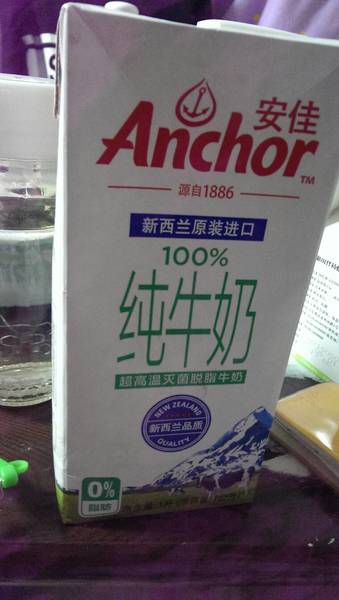 安佳
Anchor™
源自1886
新西兰原装进口
100%
纯牛奶
超高温灭菌脱脂牛奶
NEW ZEALAND
新西兰品质
QUALITY
0%
脂肪